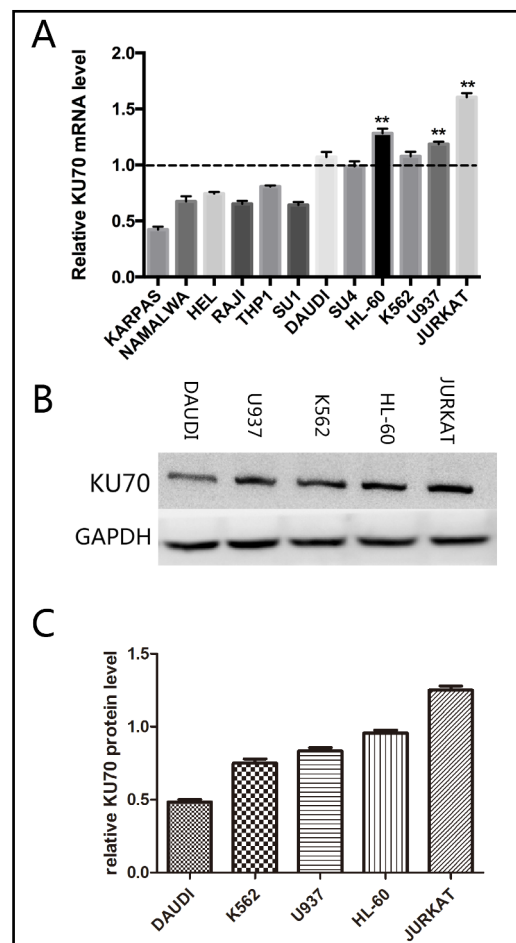 A
Relative KU70 mRNA level
2.0
1.5
1.0
0.5
0.0
** ** **
KARPAS NAMALWA HEL RAJI THP1 SU1 DAUDI SU4 HL-60 K562 U937 JURKAT
B
DAUDI U937 K562 HL-60 JURKAT
KU70
GAPDH
C
relative KU70 protein level
1.5
1.0
0.5
0.0
DAUDI K562 U937 HL-60 JURKAT